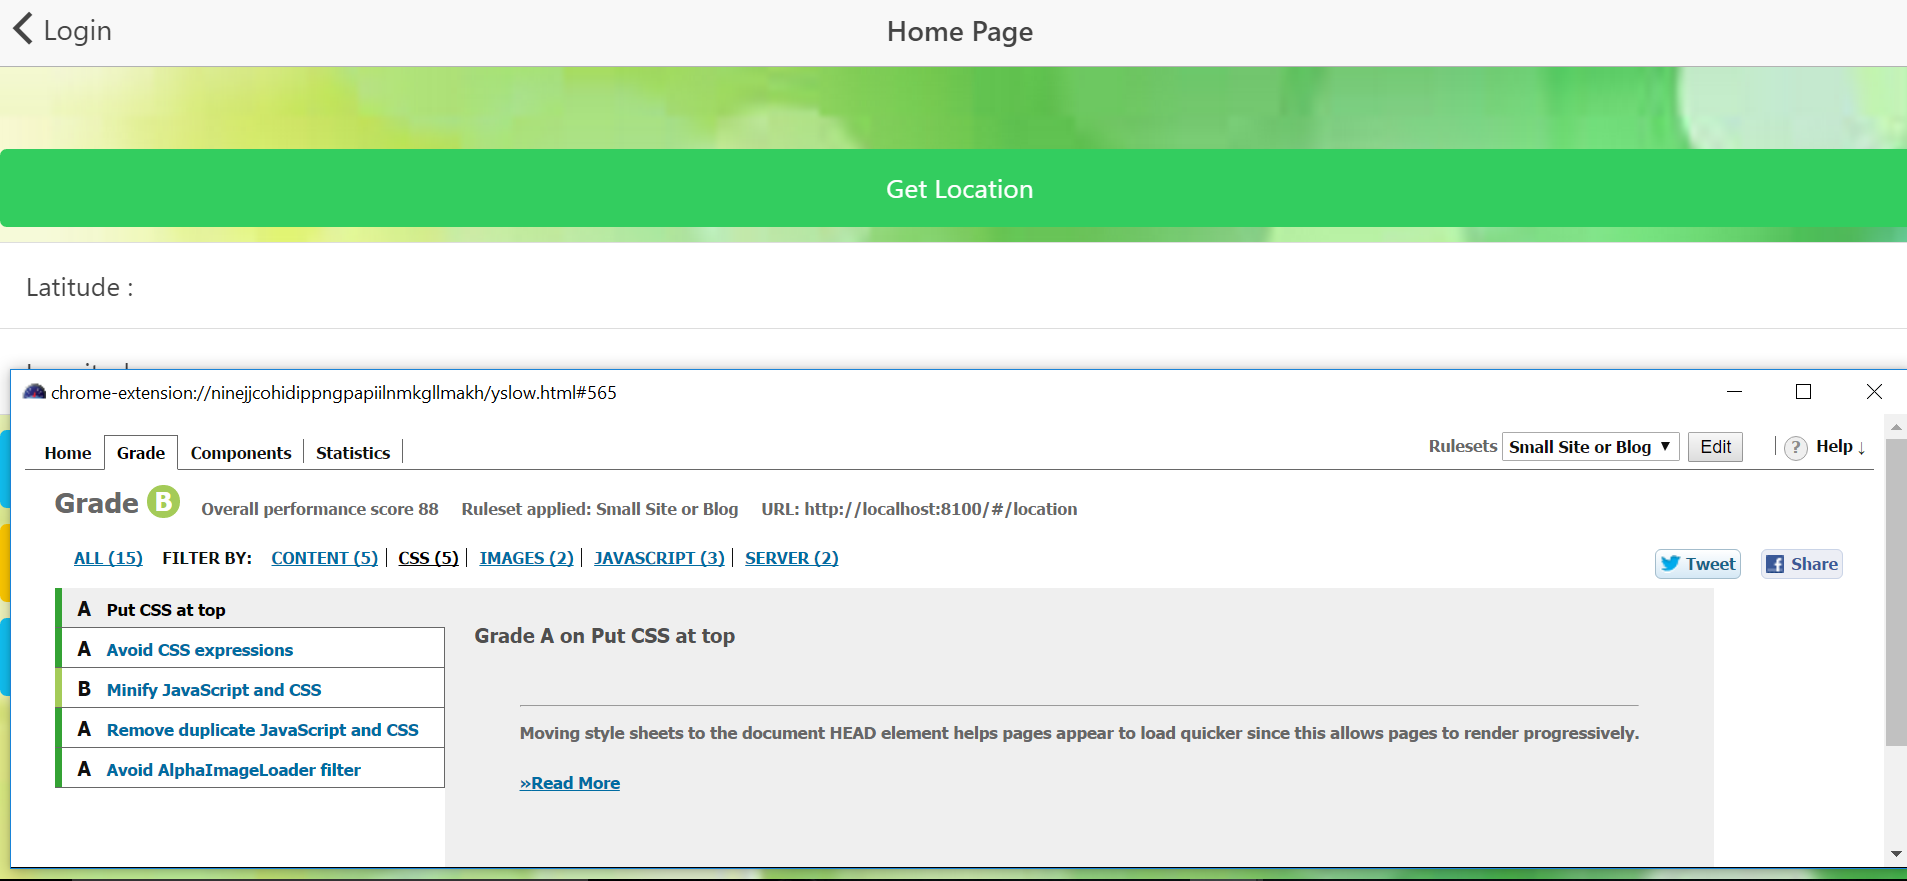 Login
Home Page
Get Location
Latitude :
chrome-extension://ninejjcohidippngpapiilnmkgllmakh/yslow.html#565
Home Grade Components Statistics Rulesets Small Site or Blog ▼ Edit ? Help ↓
Grade B Overall performance score 88 Ruleset applied: Small Site or Blog URL: http://localhost:8100/#/location
ALL (15) FILTER BY: CONTENT (5) CSS (5) IMAGES (2) JAVASCRIPT (3) SERVER (2) Tweet Share
A Put CSS at top
A Avoid CSS expressions
B Minify JavaScript and CSS
A Remove duplicate JavaScript and CSS
A Avoid AlphaImageLoader filter
Grade A on Put CSS at top
Moving style sheets to the document HEAD element helps pages appear to load quicker since this allows pages to render progressively.
»Read More